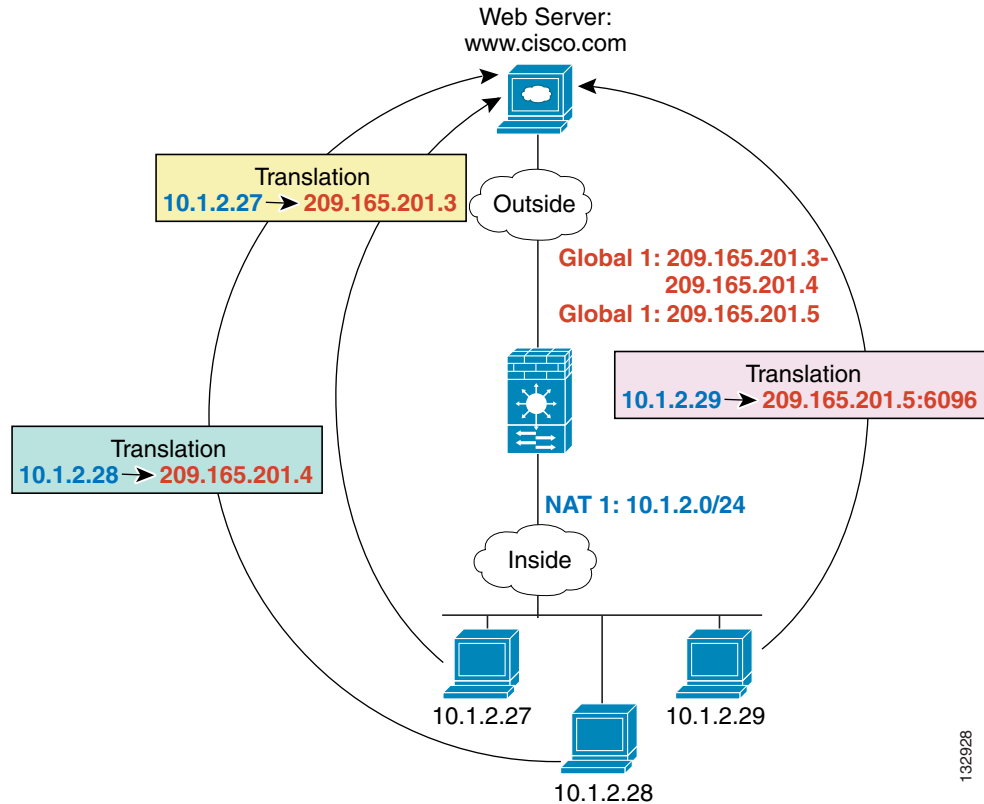 Web Server:
www.cisco.com
Translation
10.1.2.27 209.165.201.3
Outside
Global 1: 209.165.201.3-
209.165.201.4
Global 1: 209.165.201.5
Translation
10.1.2.29 209.165.201.5:6096
Translation
10.1.2.28 209.165.201.4
NAT 1: 10.1.2.0/24
Inside
10.1.2.27
10.1.2.29
10.1.2.28
132928